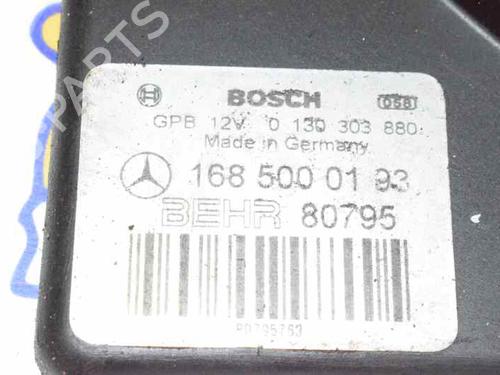 PARTS
BOSCH 058
GPB 12V 0 130 303 880
Made in Germany
168 500 01 93
BEHR 80795